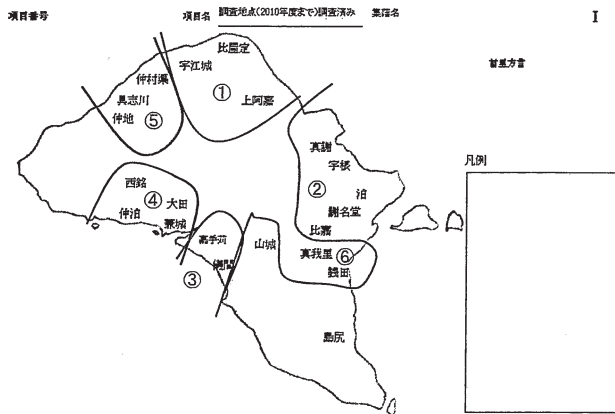 項目番号
項目名 調査地点(2010年度まで)調査済み 集落名
I
首里方言
凡例
比屋定
宇江城
①
上阿嘉
仲村渠
具志川
仲地
⑤
真謝
宇根
②
泊
謝名堂
比嘉
西銘
④
大田
仲泊
兼城
真我里
⑥
銭田
山城
嘉手苅
儀間
③
島尻